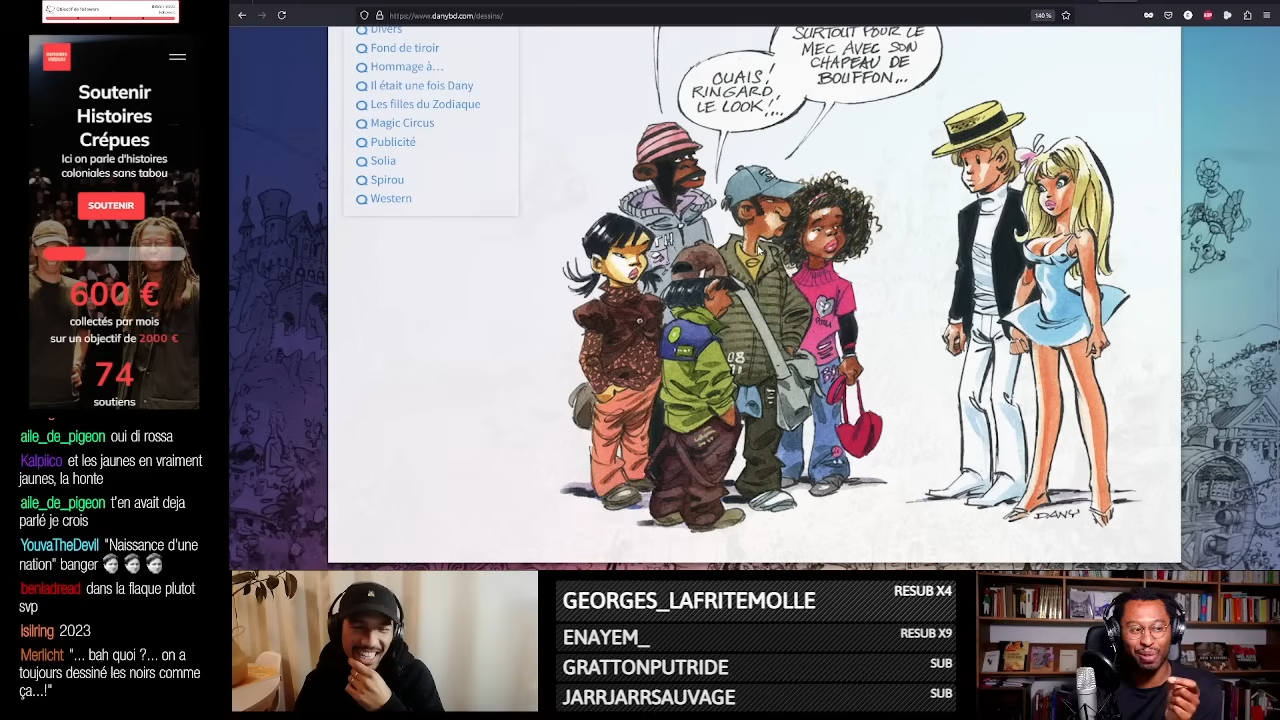 Objectif de followers
https://www.danybd.com/dessins/
140 %
Soutenir
Histoires
Crépues
Ici on parle d'histoires
coloniales sans tabou
SOUTENIR
600 €
collectés par mois
sur un objectif de 2000 €
74
soutiens
aile_de_pigeon oui di rossa
Kalpiico et les jaunes en vraiment
jaunes, la honte
aile_de_pigeon t'en avait deja
parlé je crois
YouvaTheDevil "Naissance d'une
nation" banger
benladread dans la flaque plutot
svp
Isilring 2023
Merlicht "... bah quoi ?... on a
toujours dessiné les noirs comme
ça...!"
Divers
Fond de tiroir
Hommage à…
Il était une fois Dany
Les filles du Zodiaque
Magic Circus
Publicité
Solia
Spirou
Western
OUAIS!
RINGARD,
LE LOOK!...
SURTOUT POUR LE
MEC AVEC SON
CHAPEAU DE
BOUFFON...
08
DANY
GEORGES_LAFRITEMOLLE RESUB X4
ENAYEM_ RESUB X9
GRATTONPUTRIDE SUB
JARRJARRSAUVAGE SUB